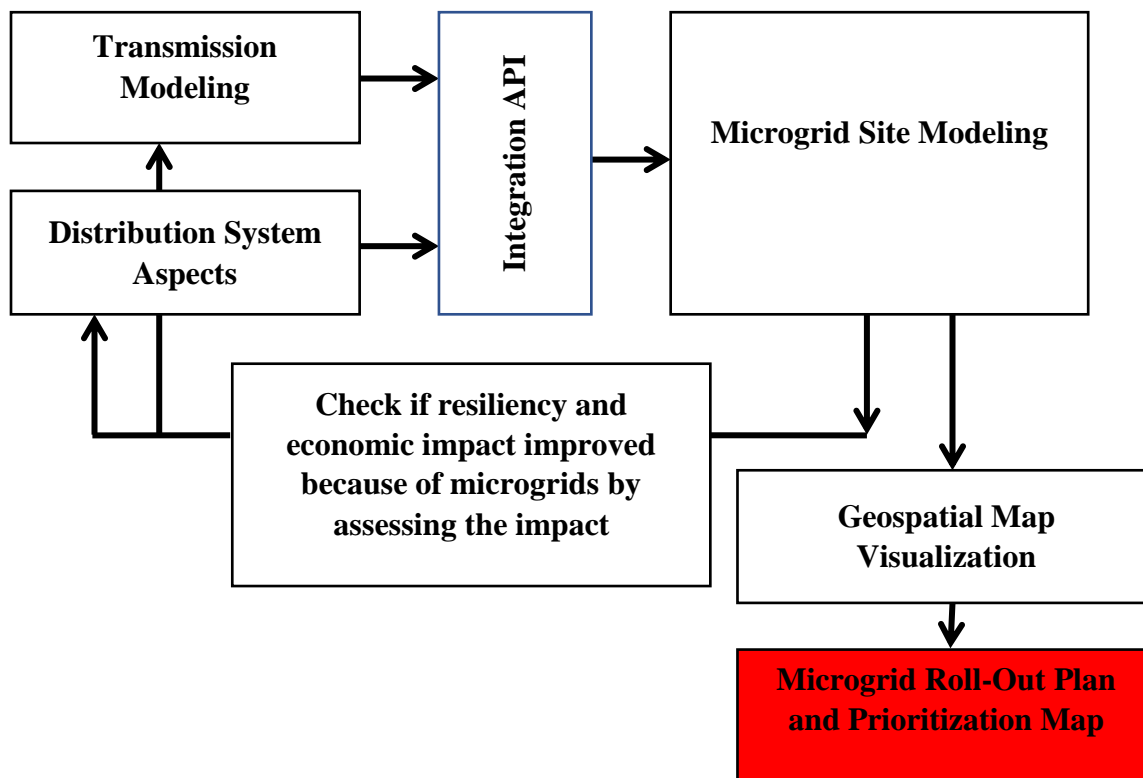 Transmission
Modeling
Integration API
Microgrid Site Modeling
Distribution System
Aspects
Check if resiliency and
economic impact improved
because of microgrids by
assessing the impact
Geospatial Map
Visualization
Microgrid Roll-Out Plan
and Prioritization Map